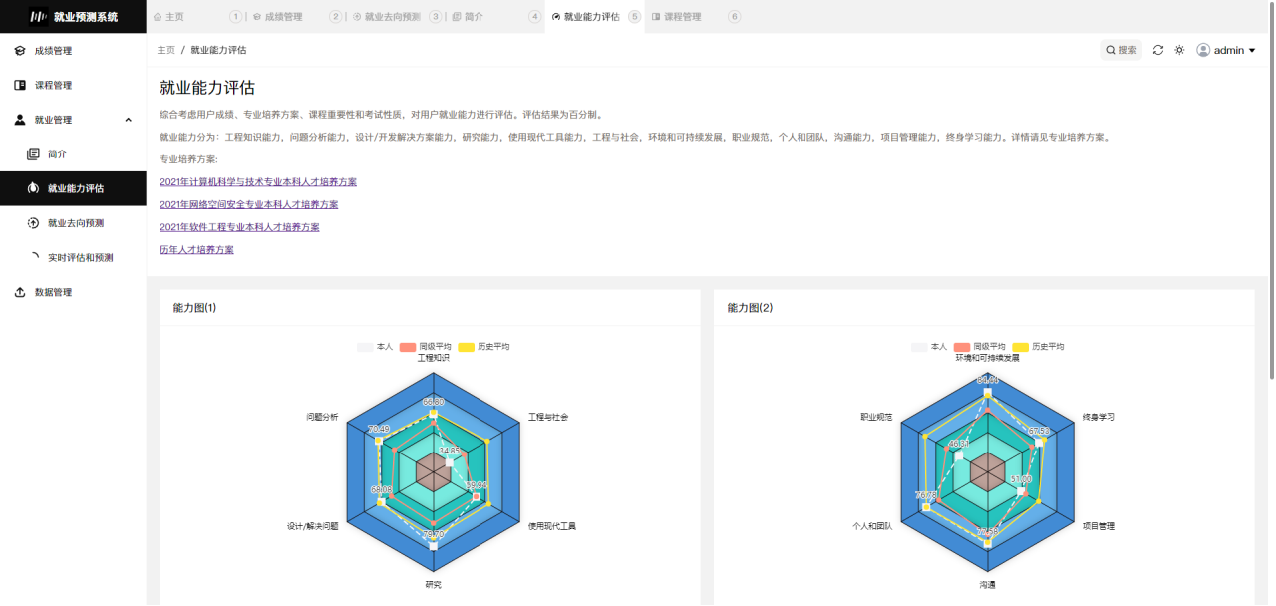 就业预测系统
主页 1 成绩管理 2 就业去向预测 3 简介 4 就业能力评估 5 课程管理 6
成绩管理
课程管理
就业管理
简介
就业能力评估
就业去向预测
实时评估和预测
数据管理
主页 / 就业能力评估
搜索 admin
就业能力评估
综合考虑用户成绩、专业培养方案、课程重要性和考试性质，对用户就业能力进行评估。评估结果为百分制。
就业能力分为：工程知识能力，问题分析能力，设计/开发解决方案能力，研究能力，使用现代工具能力，工程与社会，环境和可持续发展，职业规范，个人和团队，沟通能力，项目管理能力，终身学习能力。详情请见专业培养方案。
专业培养方案:
2021年计算机科学与技术专业本科人才培养方案
2021年网络空间安全专业本科人才培养方案
2021年软件工程专业本科人才培养方案
历年人才培养方案
能力图(1)
本人 同级平均 历史平均
工程知识
66.80
问题分析
工程与社会
70.49
设计/解决问题
使用现代工具
79.70
研究
能力图(2)
本人 同级平均 历史平均
环境和可持续发展
职业规范
终身学习
67.53
个人和团队
项目管理
51.00
沟通